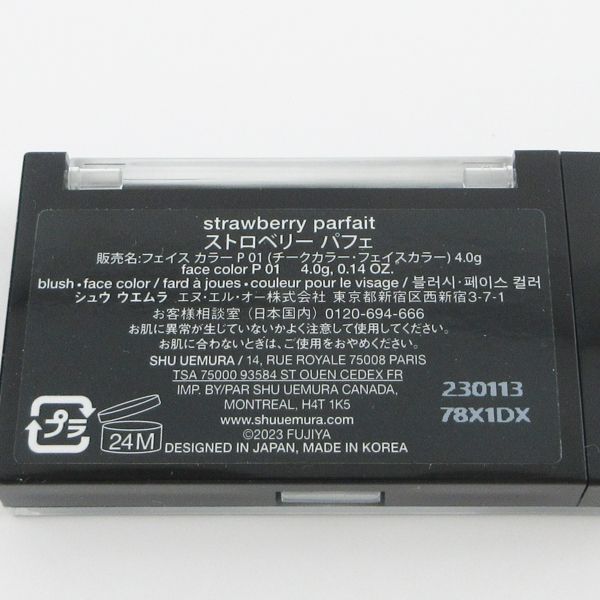 strawberry parfait
ストロベリー パフェ
販売名:フェイス カラー P 01 (チークカラー・フェイスカラー) 4.0g
face color P 01 4.0g, 0.14 OZ.
blush・face color / fard à joues・couleur pour le visage / 블러시・페이스 컬러
シュウ ウエムラ エヌ・エル・オー株式会社 東京都新宿区西新宿3-7-1
お客様相談室 (日本国内) 0120-694-666
お肌に異常が生じていないかよく注意して使用してください。
お肌に合わないときは、ご使用をおやめください。
SHU UEMURA / 14, RUE ROYALE 75008 PARIS
TSA 75000 93584 ST OUEN CEDEX FR
IMP. BY/PAR SHU UEMURA CANADA,
MONTREAL, H4T 1K5
www.shuuemura.com
©2023 FUJIYA
DESIGNED IN JAPAN, MADE IN KOREA
プラ
24M
230113
78X1DX